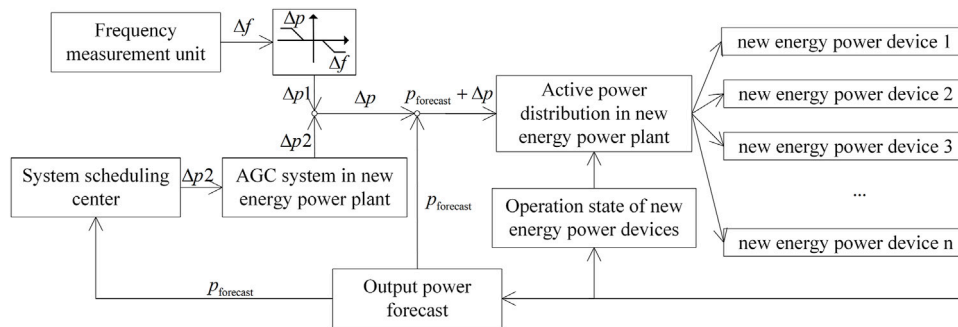 Frequency
measurement unit
Δf
Δp
Δf
Δp1
Δp
p_forecast + Δp
Δp2
System scheduling
center
Δp2
AGC system in new
energy power plant
p_forecast
Active power
distribution in new
energy power plant
Operation state of new
energy power devices
new energy power device 1
new energy power device 2
new energy power device 3
...
new energy power device n
p_forecast
Output power
forecast